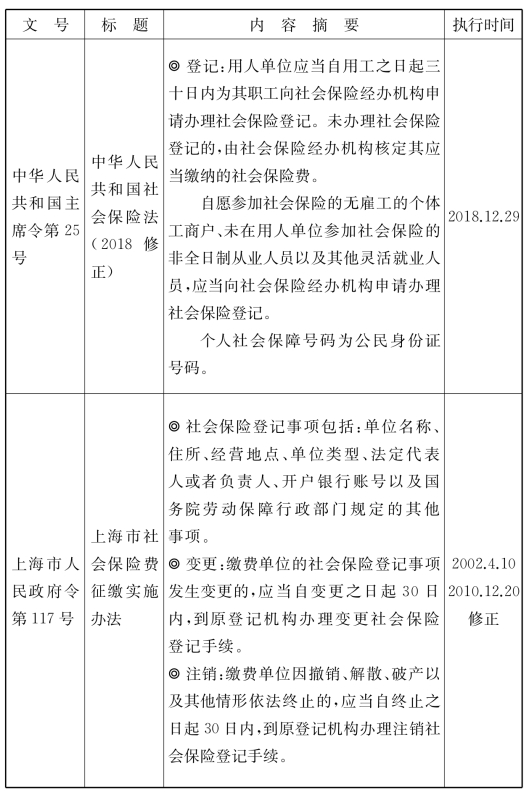 文 号 标 题 内 容 摘 要 执行时间
中华人民
共和国主
席令第 25
号
中华人民
共和国社
会保险法
(2018 修
正)
◎ 登记:用人单位应当自用工之日起三
十日内为其职工向社会保险经办机构申
请办理社会保险登记。未办理社会保险
登记的,由社会保险经办机构核定其应
当缴纳的社会保险费。
自愿参加社会保险的无雇工的个体
工商户、未在用人单位参加社会保险的
非全日制从业人员以及其他灵活就业人
员,应当向社会保险经办机构申请办理
社会保险登记。
个人社会保障号码为公民身份证
号码。
2018.12.29
上海市人
民政府令
第 117 号
上海市社
会保险费
征缴实施
办法
◎ 社会保险登记事项包括:单位名称、
住所、经营地点、单位类型、法定代表
人或者负责人、开户银行账号以及国
务院劳动保障行政部门规定的其他
事项。
◎ 变更:缴费单位的社会保险登记事项
发生变更的,应当自变更之日起 30 日
内,到原登记机构办理变更社会保险
登记手续。
◎ 注销:缴费单位因撤销、解散、破产以
及其他情形依法终止的,应当自终止之
日起 30 日内,到原登记机构办理注销社
会保险登记手续。
2002.4.10
2010.12.20
修正